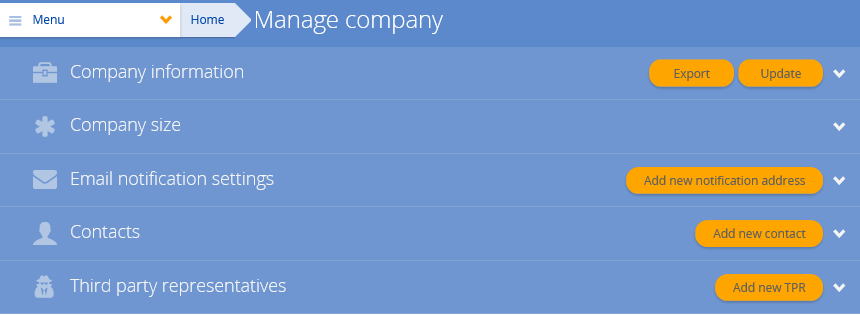 Menu Home Manage company
Company information Export Update
Company size
Email notification settings Add new notification address
Contacts Add new contact
Third party representatives Add new TPR